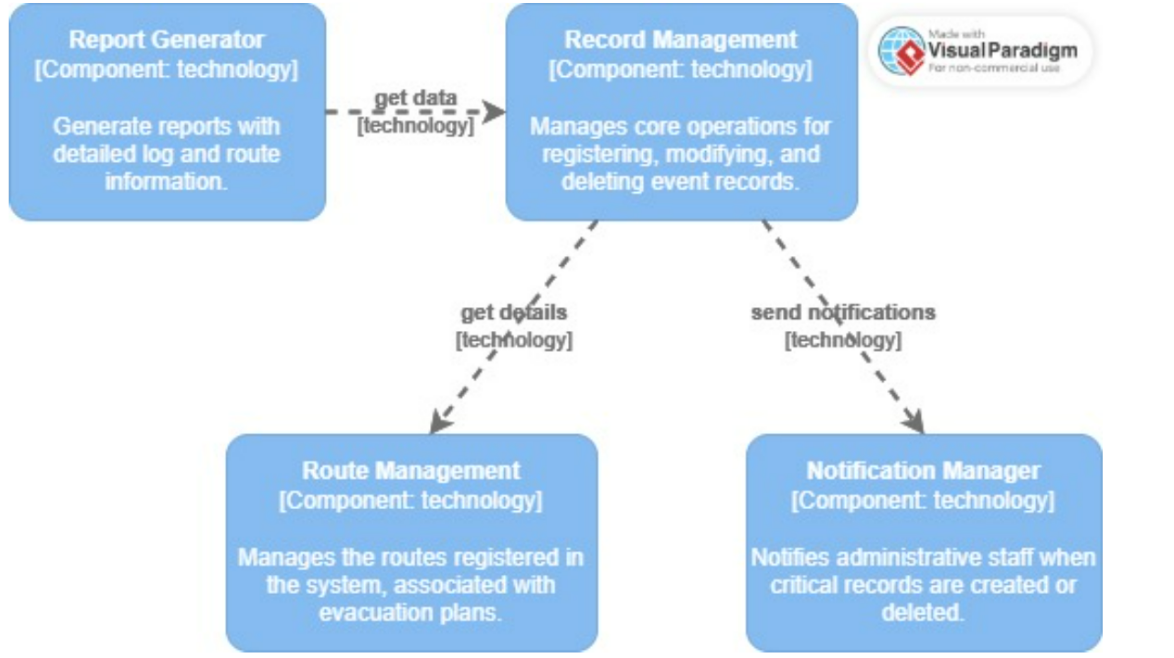 Report Generator
[Component: technology]
Generate reports with
detailed log and route
information.
get data
[technology]
Record Management
[Component: technology]
Manages core operations for
registering, modifying, and
deleting event records.
Made with
Visual Paradigm
For non-commercial use
get details
[technology]
send notifications
[technology]
Route Management
[Component: technology]
Manages the routes registered in
the system, associated with
evacuation plans.
Notification Manager
[Component: technology]
Notifies administrative staff when
critical records are created or
deleted.